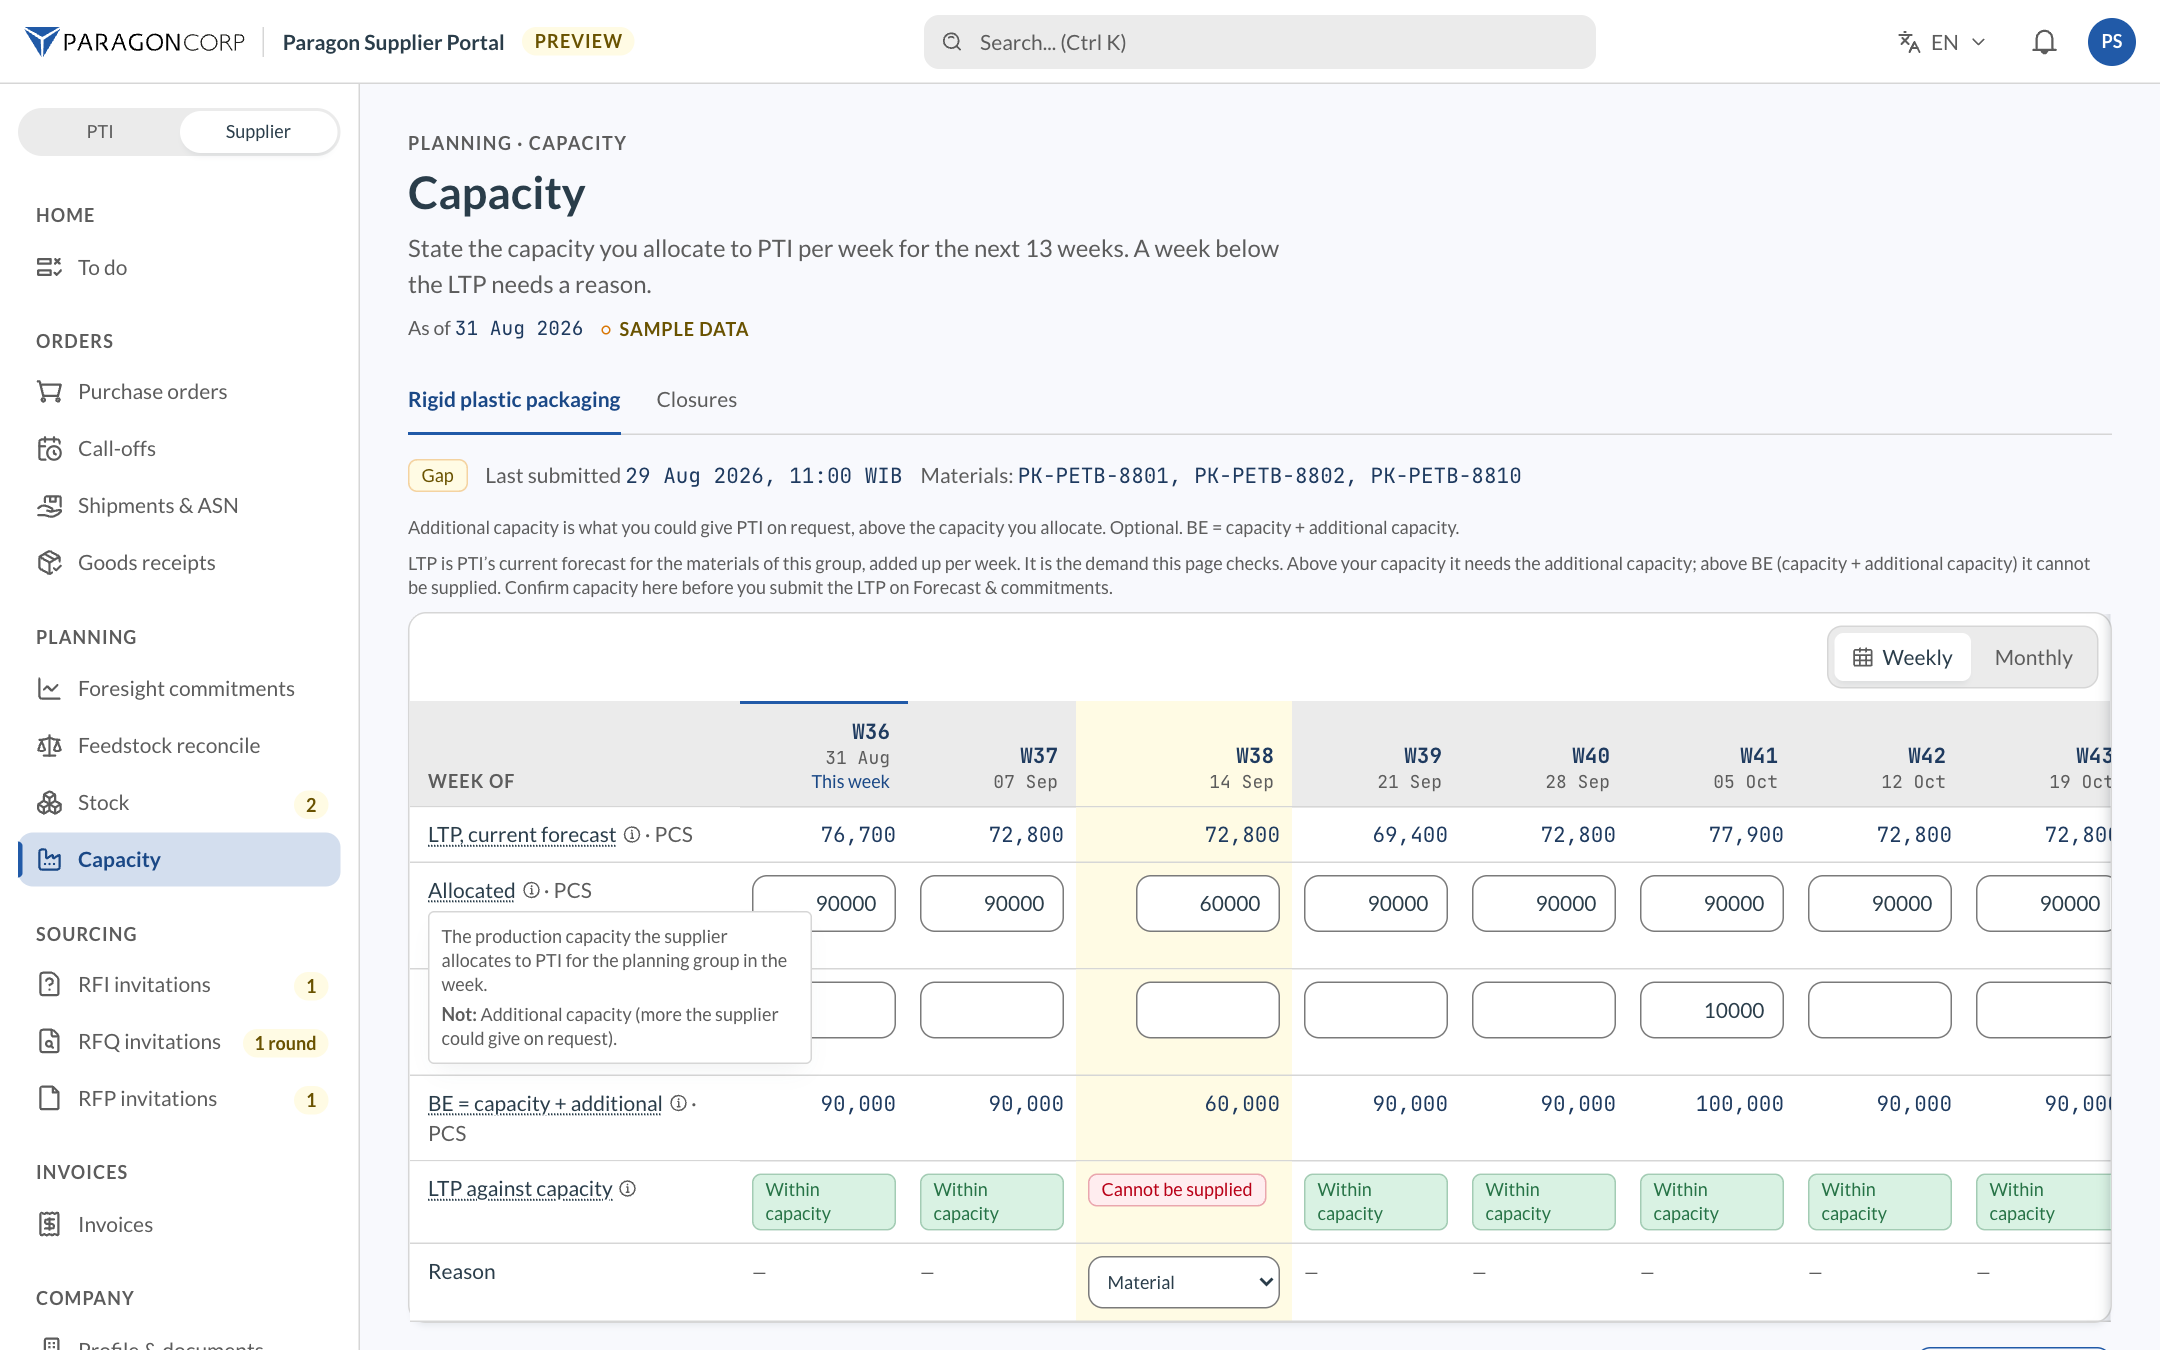 PARAGONCORP
Paragon Supplier Portal
PREVIEW
Search... (Ctrl K)
EN
PS
PTI
Supplier
HOME
To do
ORDERS
Purchase orders
Call-offs
Shipments & ASN
Goods receipts
PLANNING
Foresight commitments
Feedstock reconcile
Stock 2
Capacity
SOURCING
RFI invitations 1
RFQ invitations 1 round
RFP invitations 1
INVOICES
Invoices
COMPANY
Profile & documents
PLANNING · CAPACITY
Capacity
State the capacity you allocate to PTI per week for the next 13 weeks. A week below
the LTP needs a reason.
As of 31 Aug 2026 SAMPLE DATA
Rigid plastic packaging
Closures
Gap Last submitted 29 Aug 2026, 11:00 WIB Materials: PK-PETB-8801, PK-PETB-8802, PK-PETB-8810
Additional capacity is what you could give PTI on request, above the capacity you allocate. Optional. BE = capacity + additional capacity.
LTP is PTI's current forecast for the materials of this group, added up per week. It is the demand this page checks. Above your capacity it needs the additional capacity; above BE (capacity + additional capacity) it cannot
be supplied. Confirm capacity here before you submit the LTP on Forecast & commitments.
Weekly
Monthly
W36 W37 W38 W39 W40 W41 W42 W43
31 Aug 07 Sep 14 Sep 21 Sep 28 Sep 05 Oct 12 Oct 19 Oct
WEEK OF This week
LTP, current forecast · PCS 76,700 72,800 72,800 69,400 72,800 77,900 72,800 72,800
Allocated · PCS 90000 90000 60000 90000 90000 90000 90000 90000
The production capacity the supplier
allocates to PTI for the planning group in the
week.
Not: Additional capacity (more the supplier
could give on request).
10000
BE = capacity + additional · 90,000 90,000 60,000 90,000 90,000 100,000 90,000 90,000
PCS
LTP against capacity Within capacity Within capacity Cannot be supplied Within capacity Within capacity Within capacity Within capacity Within capacity
Reason — — Material — — — — —